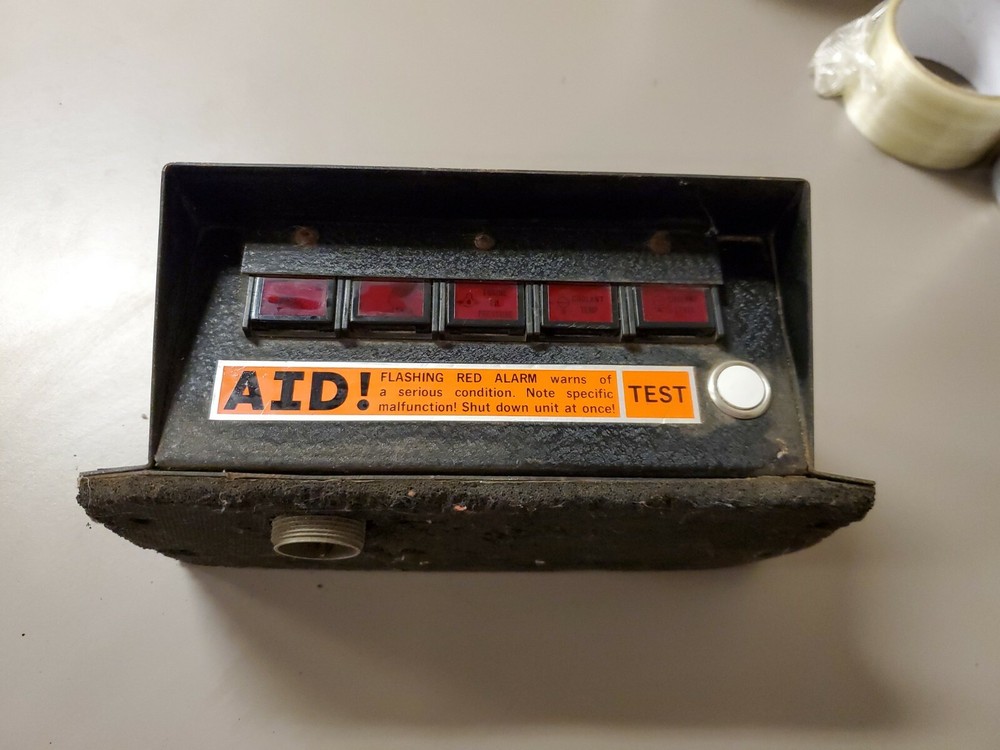 AID!
FLASHING RED ALARM warns of
a serious condition. Note specific
malfunction! Shut down unit at once!
TEST